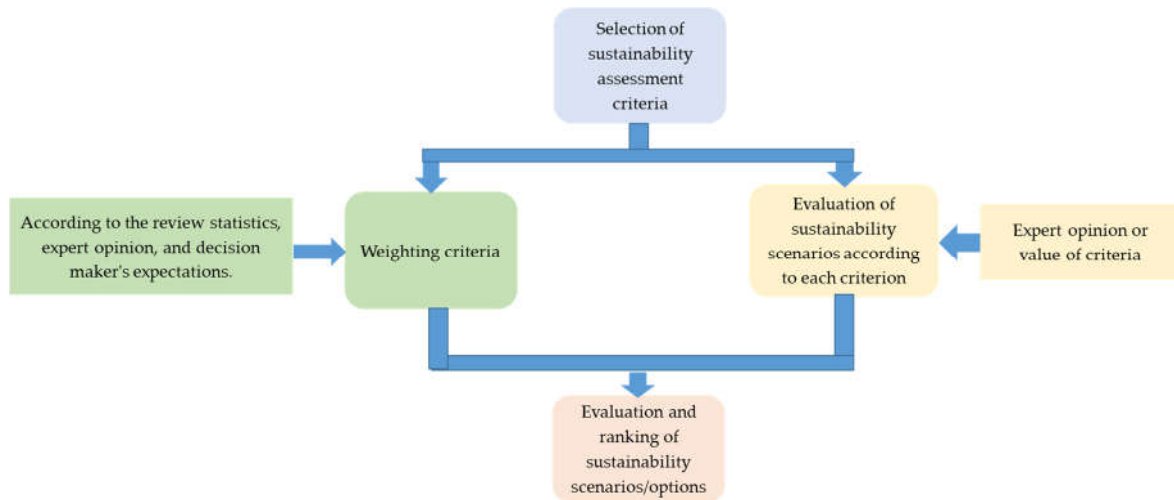 Selection of
sustainability
assessment
criteria
According to the review statistics,
expert opinion, and decision
maker's expectations.
Weighting criteria
Evaluation of
sustainability
scenarios according
to each criterion
Expert opinion or
value of criteria
Evaluation and
ranking of
sustainability
scenarios/options